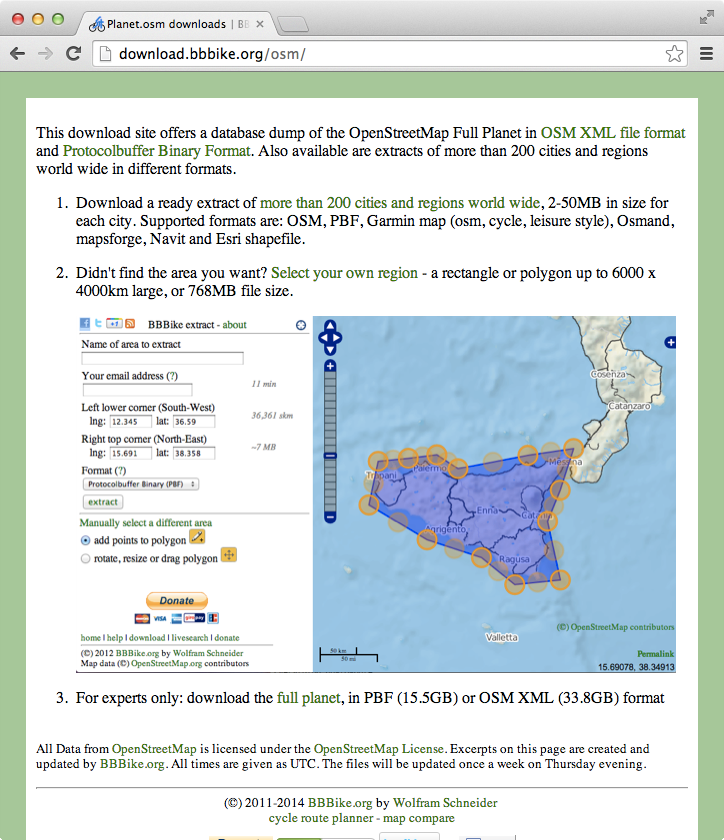 Planet.osm downloads | BB
download.bbbike.org/osm/
This download site offers a database dump of the OpenStreetMap Full Planet in OSM XML file format
and Protocolbuffer Binary Format. Also available are extracts of more than 200 cities and regions
world wide in different formats.
1. Download a ready extract of more than 200 cities and regions world wide, 2-50MB in size for
each city. Supported formats are: OSM, PBF, Garmin map (osm, cycle, leisure style), Osmand,
mapsforge, Navit and Esri shapefile.
2. Didn't find the area you want? Select your own region - a rectangle or polygon up to 6000 x
4000km large, or 768MB file size.
BBBike extract - about
Name of area to extract
Your email address (?)
11 min
Left lower corner (South-West)
36,361 skm
lng: 12.345 lat: 36.59
Right top corner (North-East)
~7 MB
lng: 15.691 lat: 38.358
Format (?)
Protocolbuffer Binary (PBF)
extract
Manually select a different area
add points to polygon
rotate, resize or drag polygon
Donate
VISA
home | help | download | livesearch | donate
(©) 2012 BBBike.org by Wolfram Schneider
Map data (©) OpenStreetMap.org contributors
Cosenza
Catanzaro
Messina
Palermo
Trapani
Enna
Catania
Agrigento
Ragusa
Valletta
(©) OpenStreetMap contributors
50 km
50 mi
Permalink
15.69078, 38.34913
3. For experts only: download the full planet, in PBF (15.5GB) or OSM XML (33.8GB) format
All Data from OpenStreetMap is licensed under the OpenStreetMap License. Excerpts on this page are created and
updated by BBBike.org. All times are given as UTC. The files will be updated once a week on Thursday evening.
(©) 2011-2014 BBBike.org by Wolfram Schneider
cycle route planner - map compare